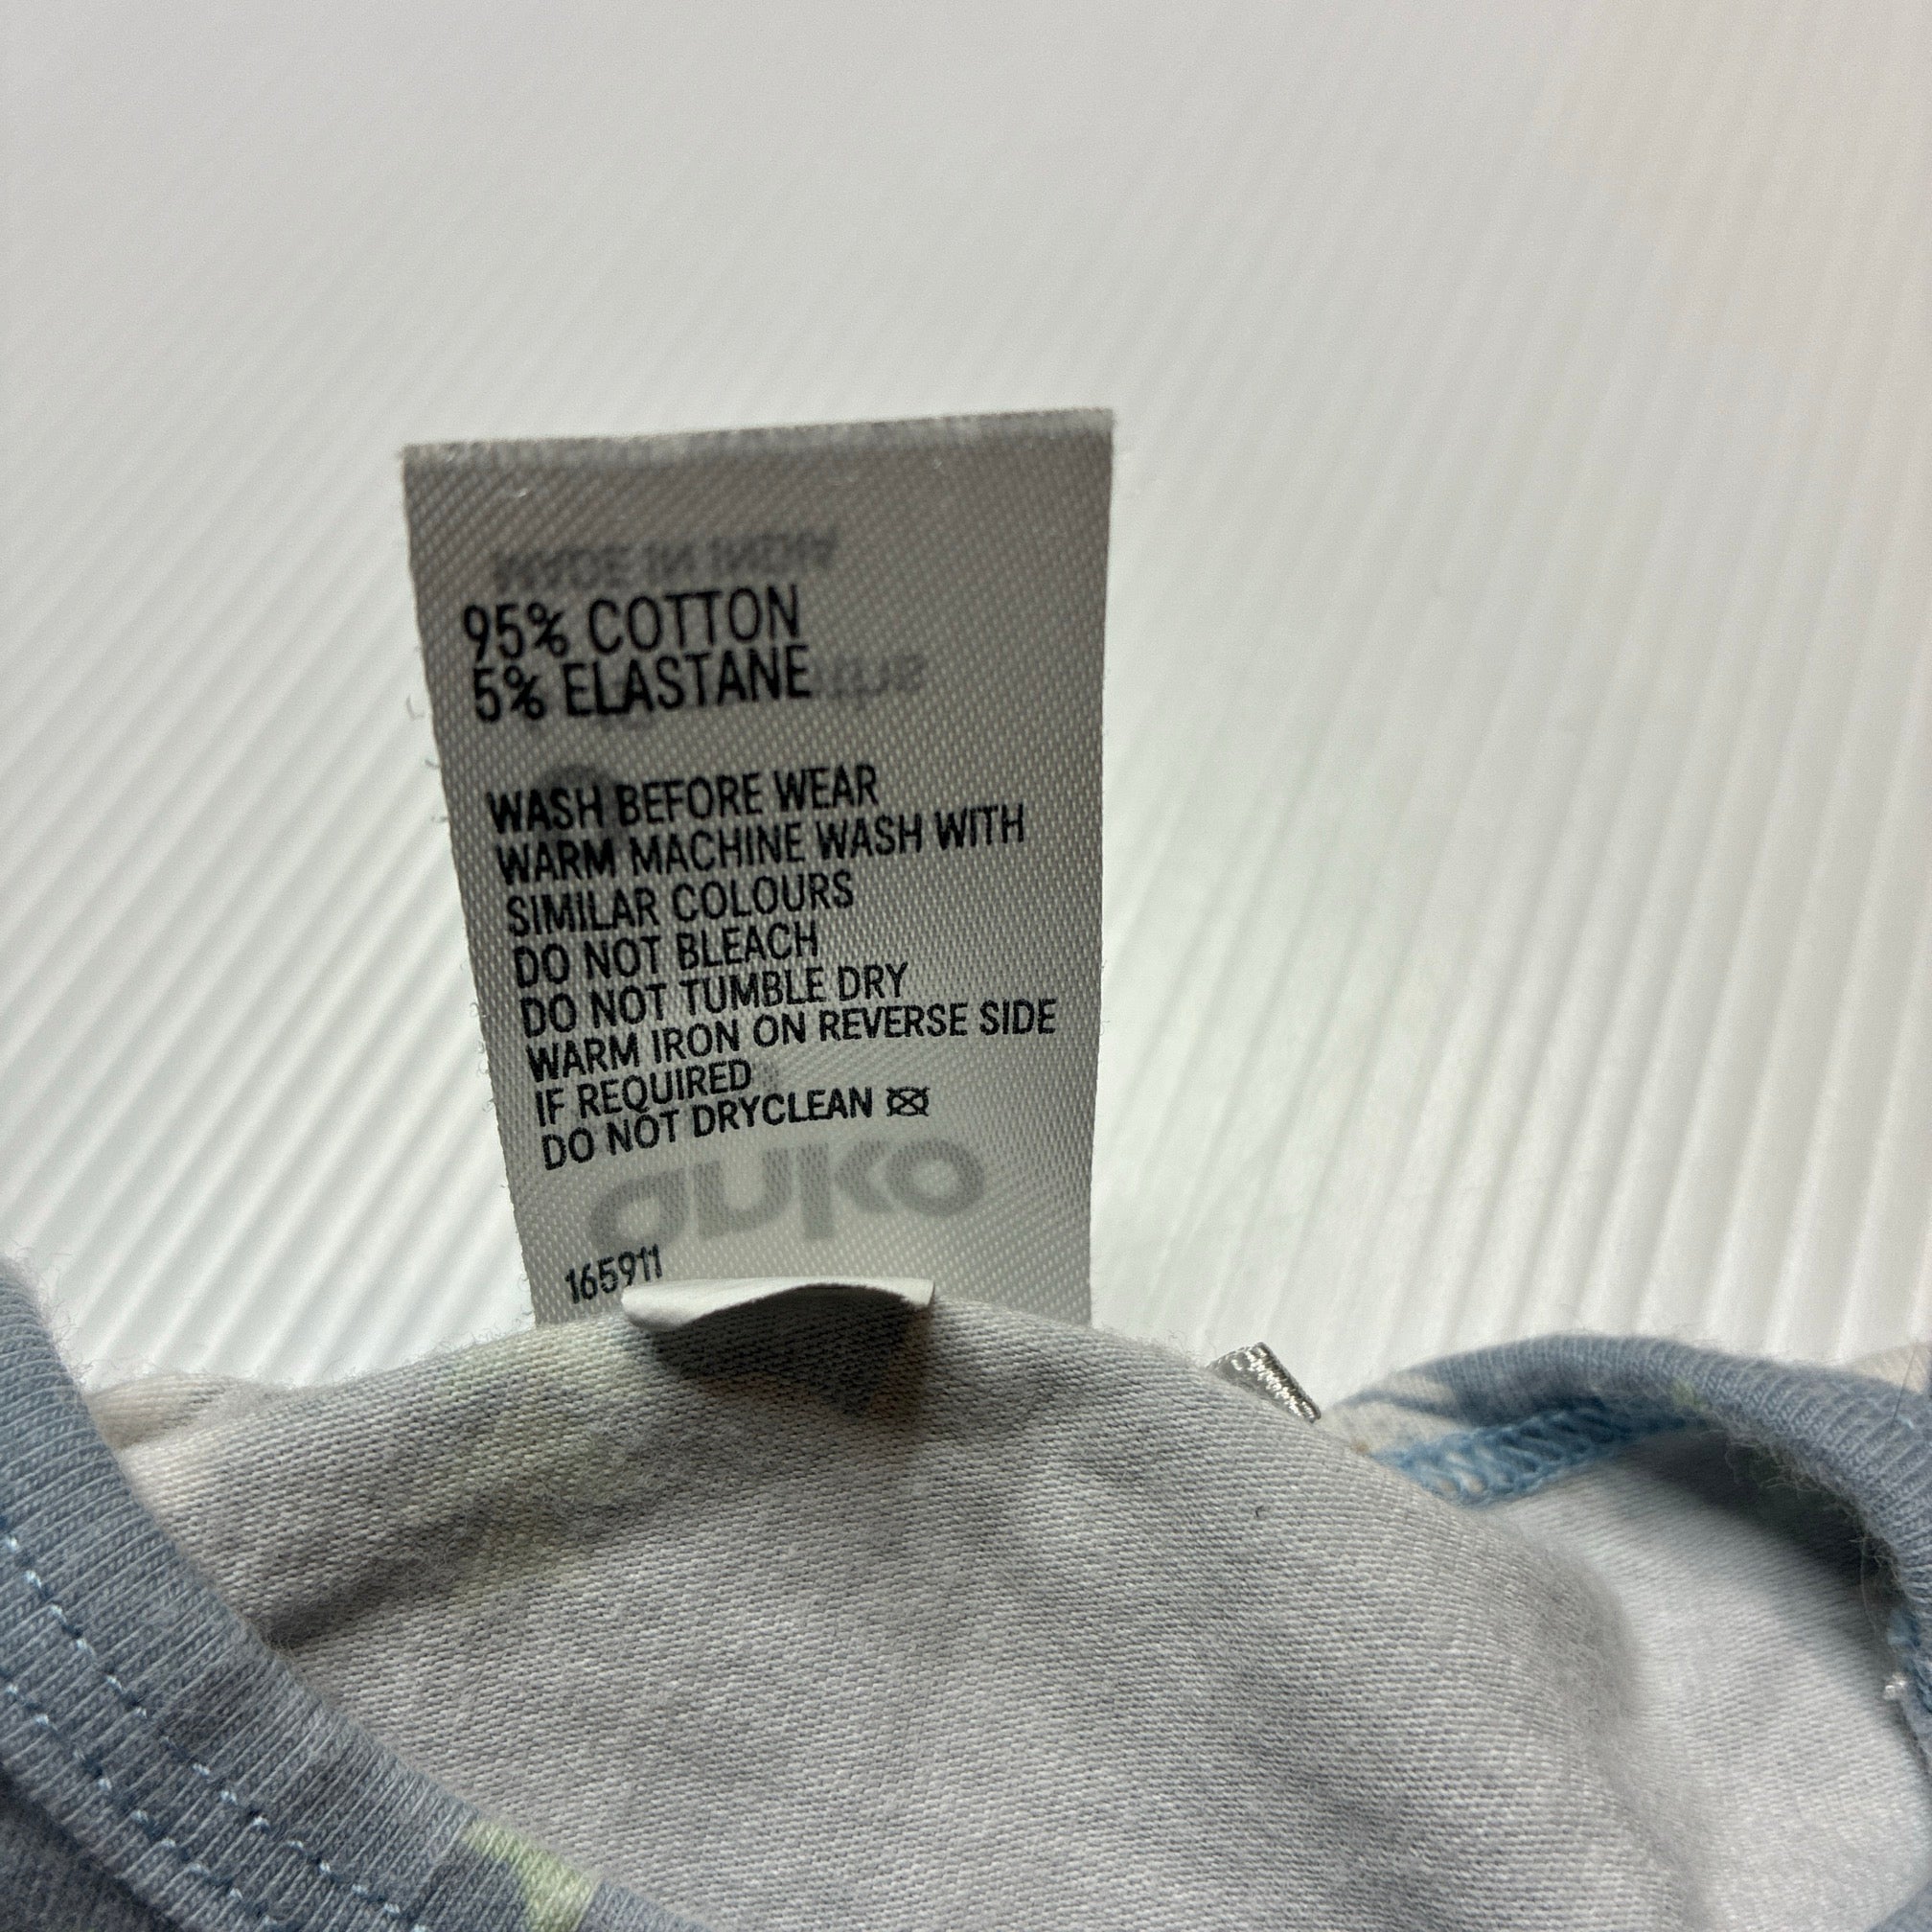 95% COTTON
5% ELASTANE
WASH BEFORE WEAR
WARM MACHINE WASH WITH
SIMILAR COLOURS
DO NOT BLEACH
DO NOT TUMBLE DRY
WARM IRON ON REVERSE SIDE
IF REQUIRED
DO NOT DRYCLEAN
165911